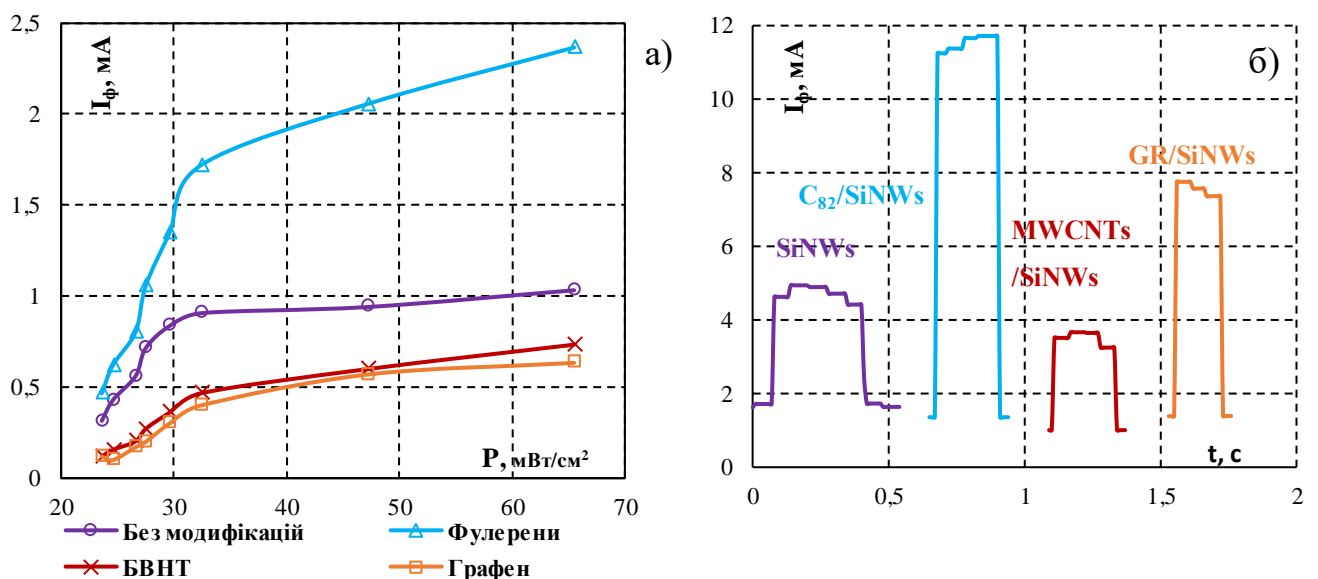 2,5
2
1,5
1
0,5
0
I_ф, мА
а)
P, мВт/см²
20
30
40
50
60
70
Без модифікацій
Фулерени
БВНТ
Графен
12
10
8
6
4
2
0
I_ф, мА
б)
GR/SiNWs
C₈₂/SiNWs
MWCNTs
/SiNWs
SiNWs
t, c
0
0,5
1
1,5
2